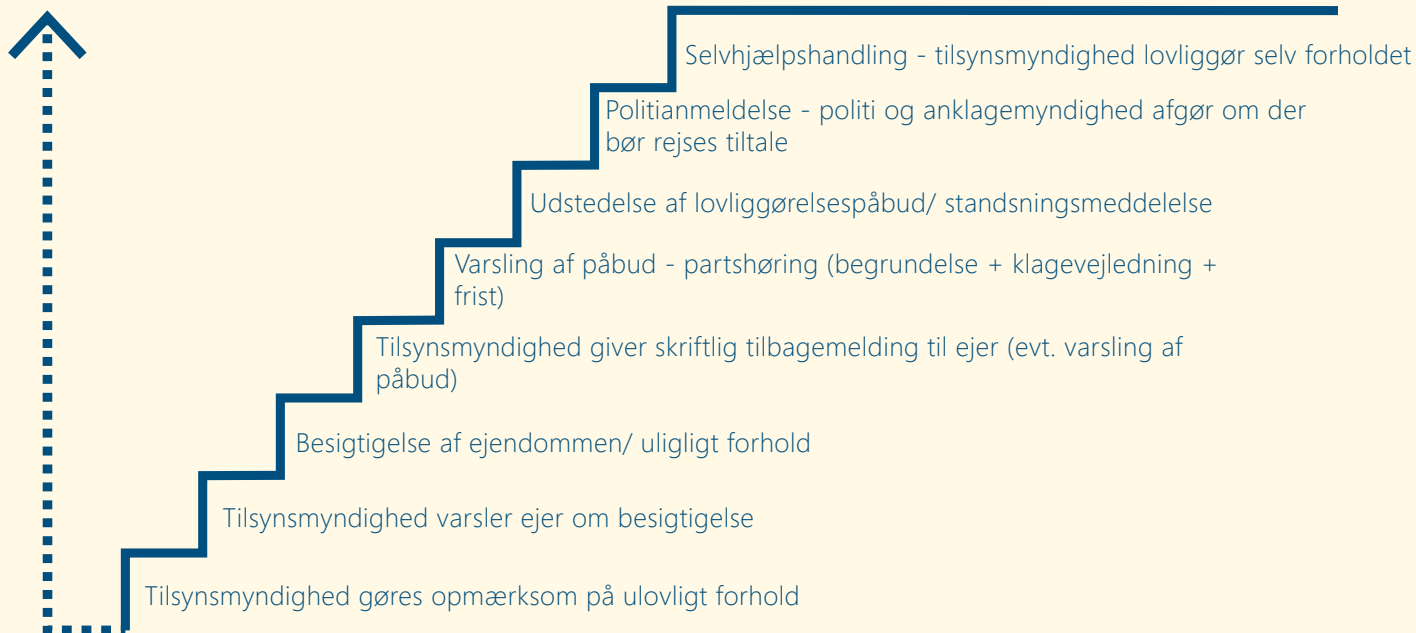 Selvhjælpshandling - tilsynsmyndighed lovliggør selv forholdet
Politianmeldelse - politi og anklagemyndighed afgør om der
bør rejses tiltale
Udstedelse af lovliggørelsespåbud/ standsningsmeddelelse
Varsling af påbud - partshøring (begrundelse + klagevejledning +
frist)
Tilsynsmyndighed giver skriftlig tilbagemelding til ejer (evt. varsling af
påbud)
Besigtigelse af ejendommen/ uligligt forhold
Tilsynsmyndighed varsler ejer om besigtigelse
Tilsynsmyndighed gøres opmærksom på ulovligt forhold